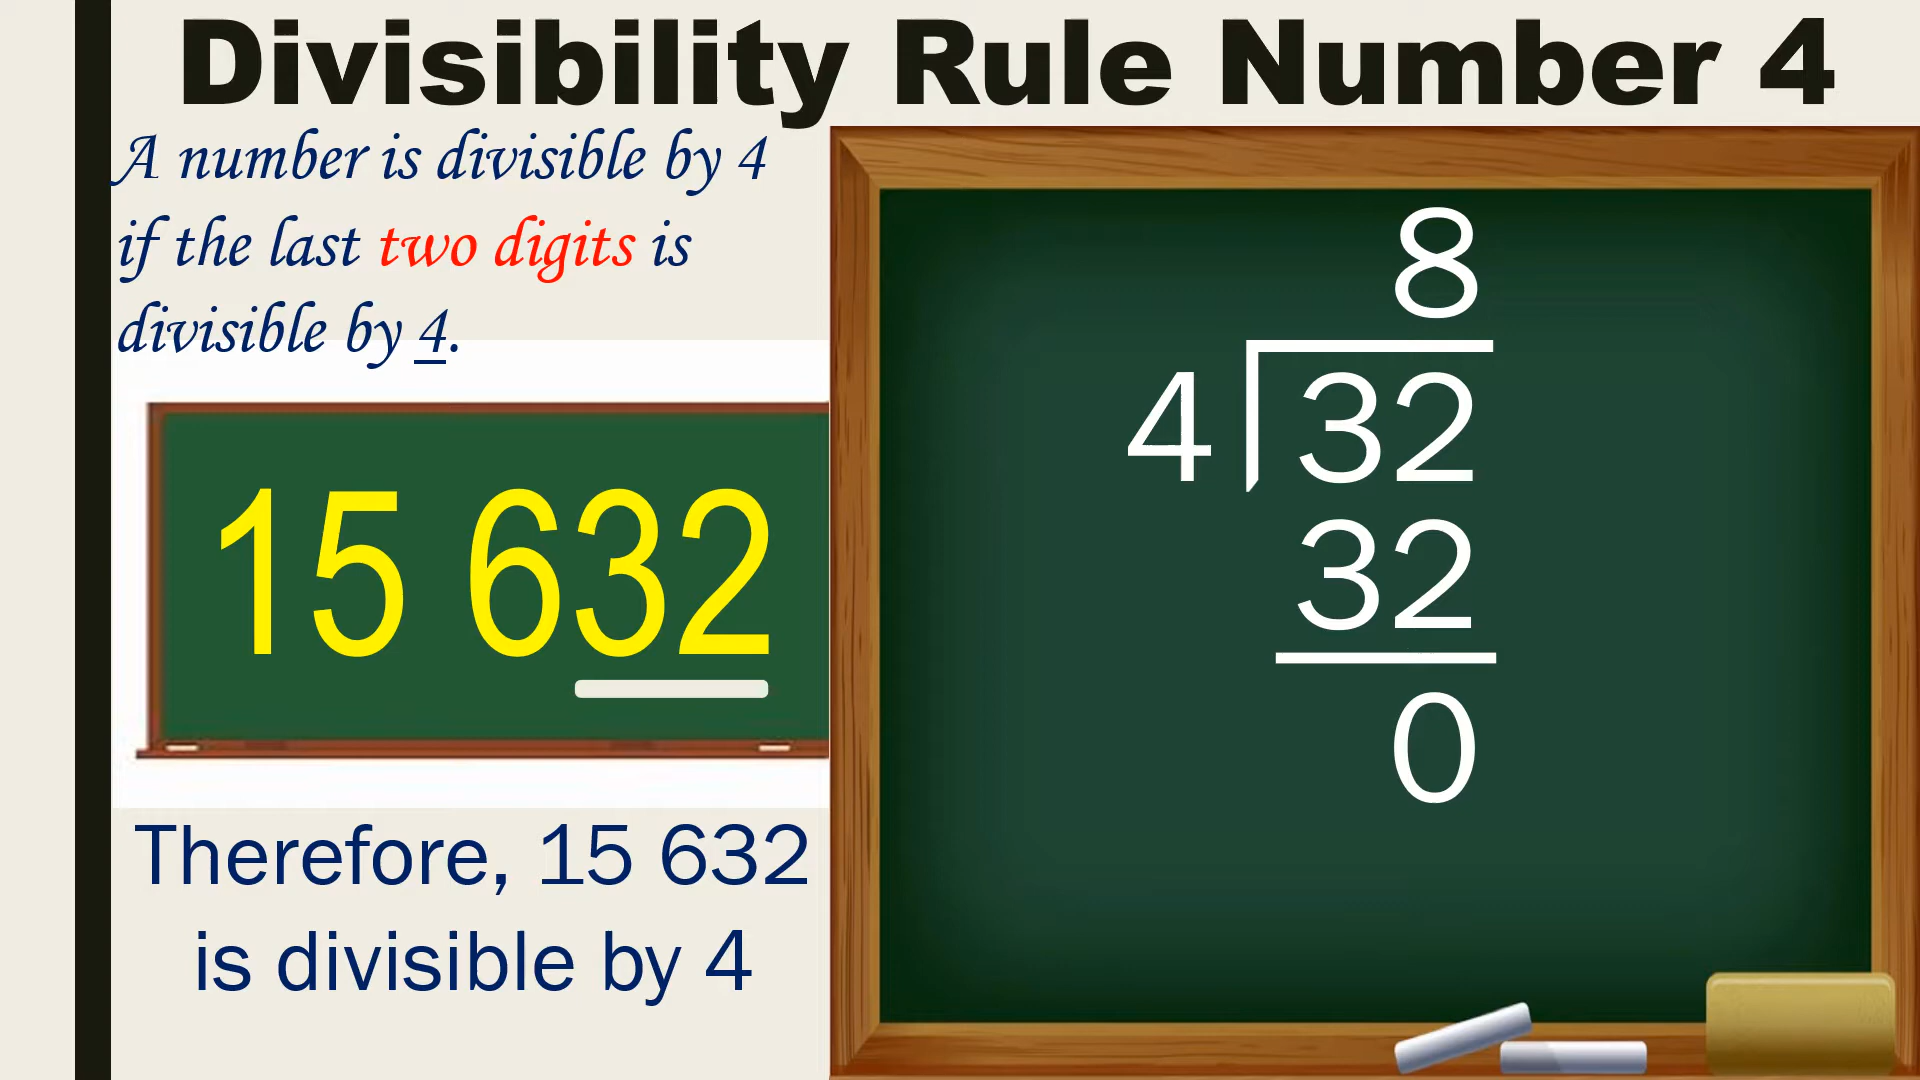 Divisibility Rule Number 4
A number is divisible by 4
if the last two digits is
divisible by 4.
15 632
Therefore, 15 632
is divisible by 4
8
4 32
32
0